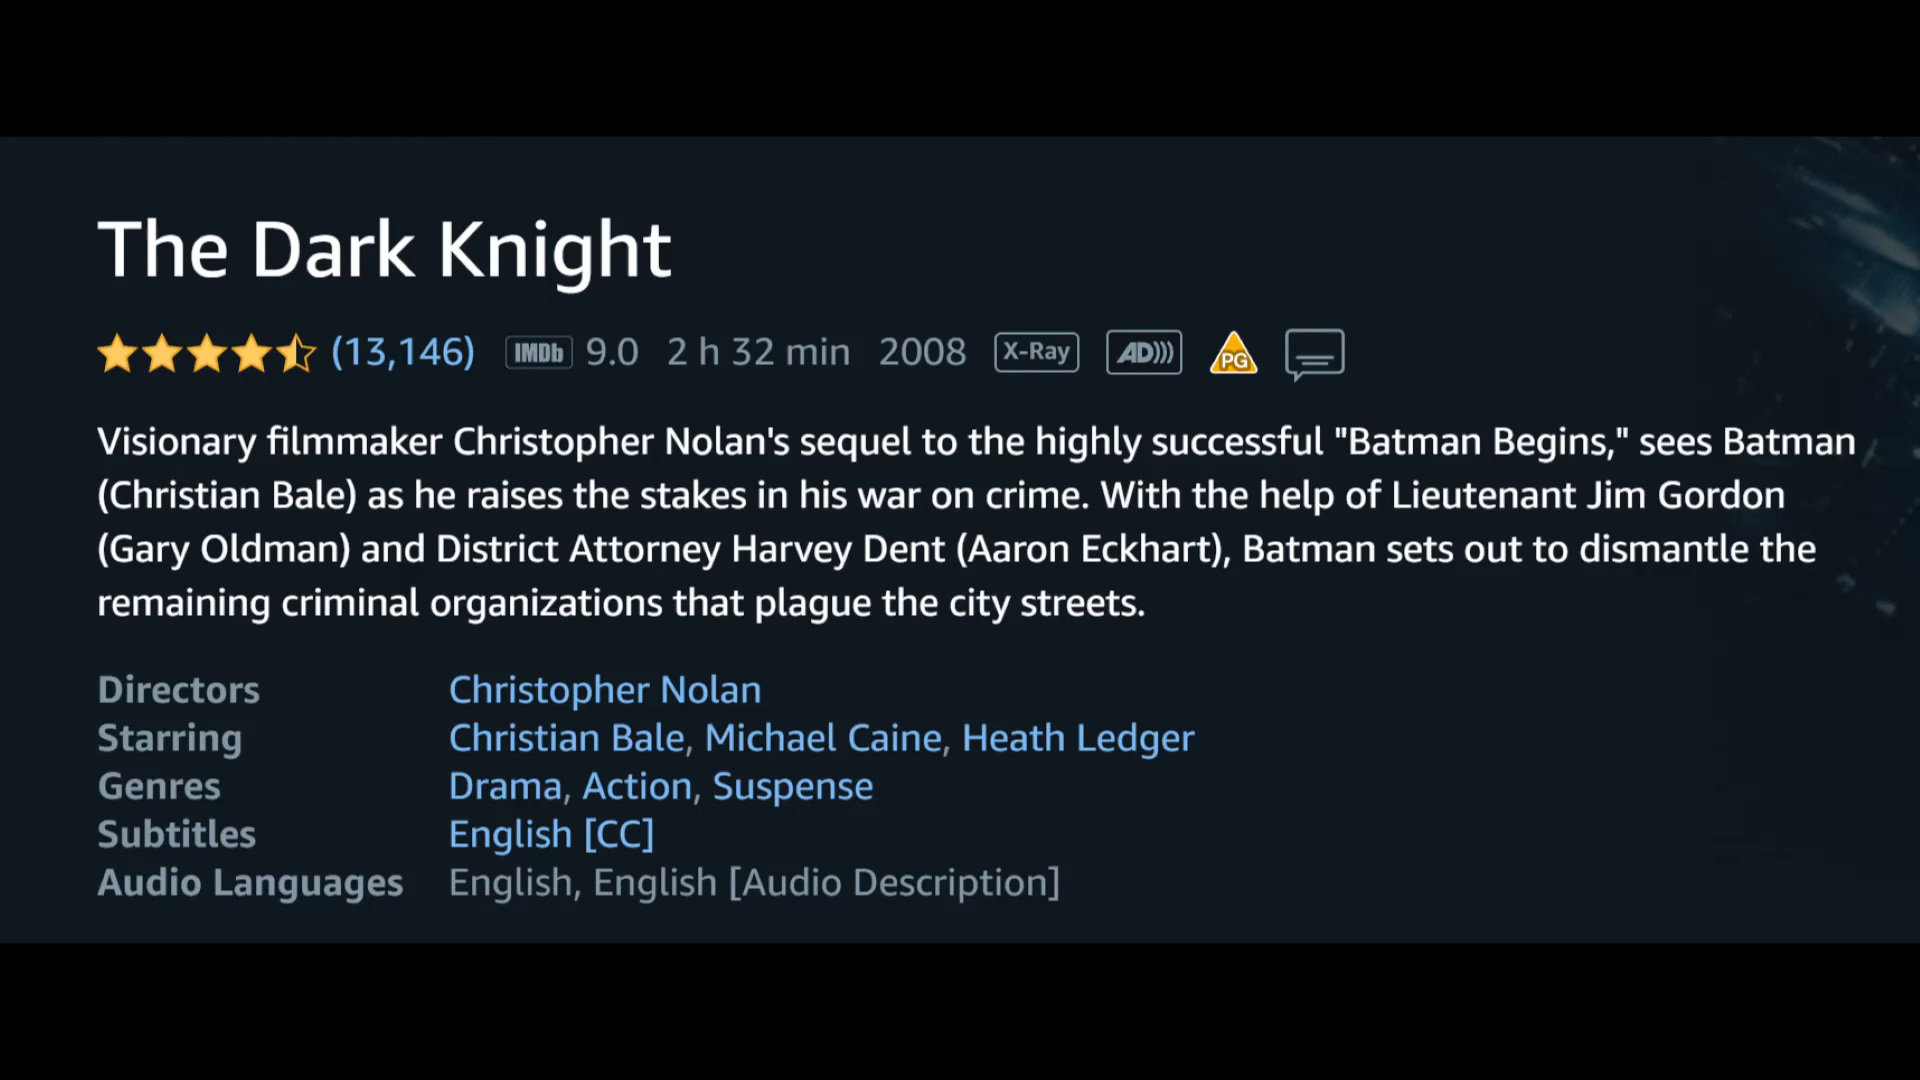 The Dark Knight
(13,146) IMDb 9.0 2 h 32 min 2008 X-Ray AD))) PG
Visionary filmmaker Christopher Nolan's sequel to the highly successful "Batman Begins," sees Batman
(Christian Bale) as he raises the stakes in his war on crime. With the help of Lieutenant Jim Gordon
(Gary Oldman) and District Attorney Harvey Dent (Aaron Eckhart), Batman sets out to dismantle the
remaining criminal organizations that plague the city streets.
Directors Christopher Nolan
Starring Christian Bale, Michael Caine, Heath Ledger
Genres Drama, Action, Suspense
Subtitles English [CC]
Audio Languages English, English [Audio Description]